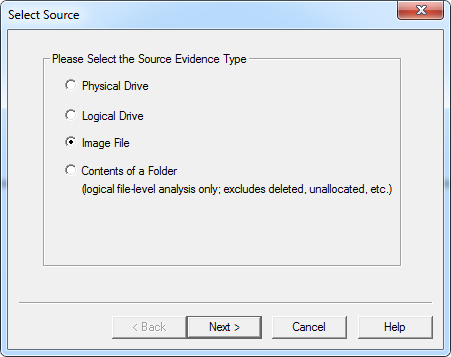 Select Source
Please Select the Source Evidence Type
Physical Drive
Logical Drive
Image File
Contents of a Folder
(logical file-level analysis only; excludes deleted, unallocated, etc.)
< Back
Next >
Cancel
Help